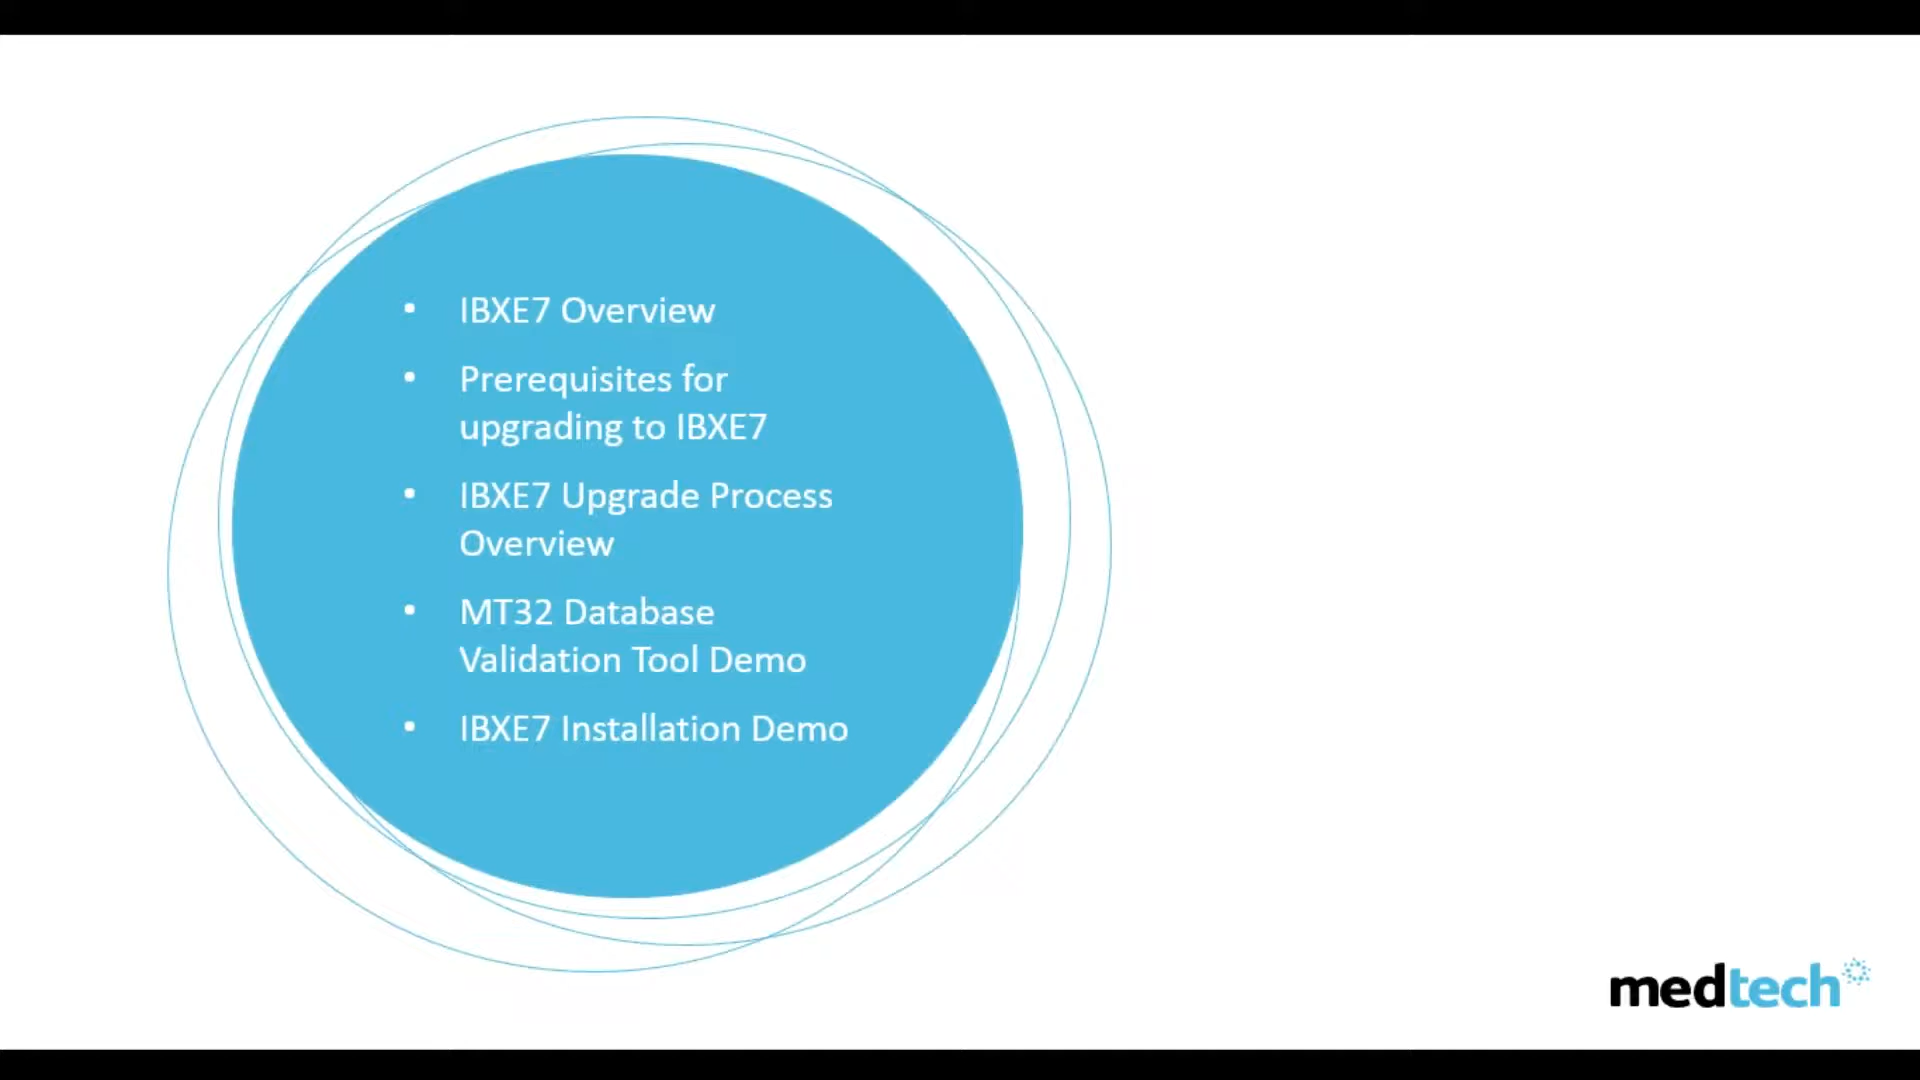 • IBXE7 Overview
• Prerequisites for
upgrading to IBXE7
• IBXE7 Upgrade Process
Overview
• MT32 Database
Validation Tool Demo
• IBXE7 Installation Demo
medtech